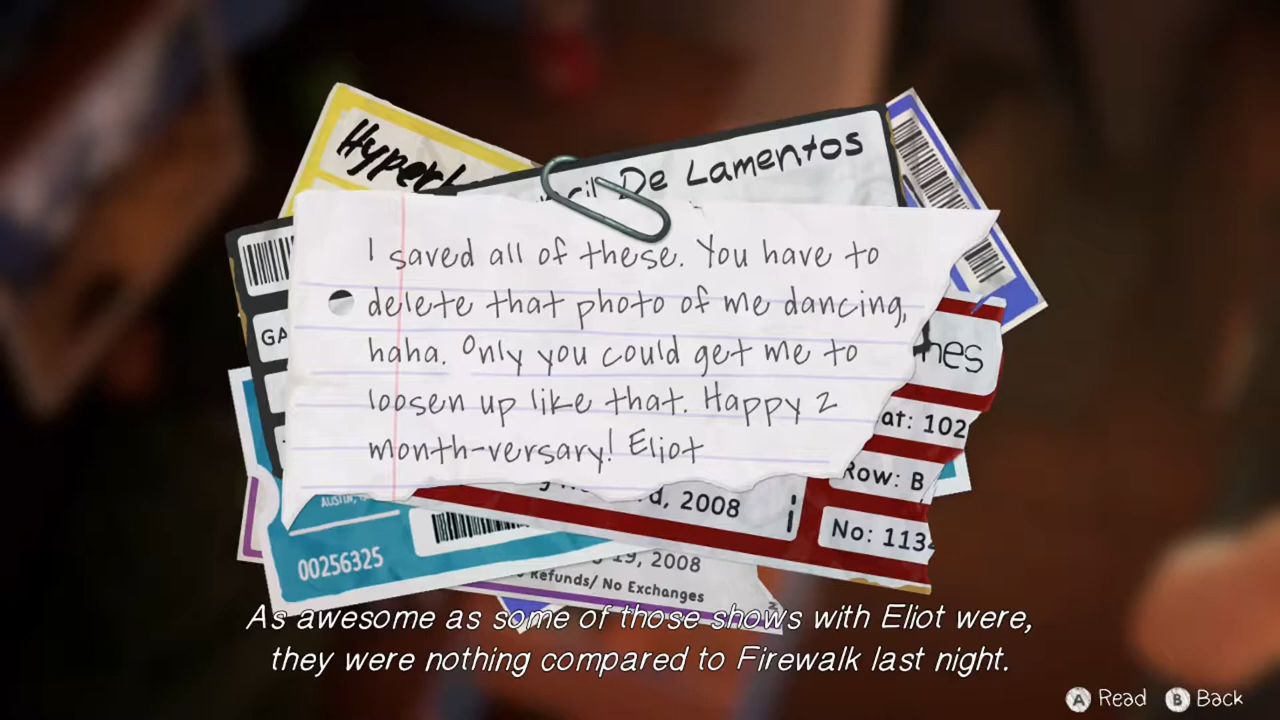 De Lamentos
I saved all of these. You have to
delete that photo of me dancing,
haha. Only you could get me to
loosen up like that. Happy 2
month-versary! Eliot
at: 102
Row: B
d, 2008
No: 113
00256325
19, 2008
Refunds/ No Exchanges
As awesome as some of those shows with Eliot were,
they were nothing compared to Firewalk last night.
A Read B Back